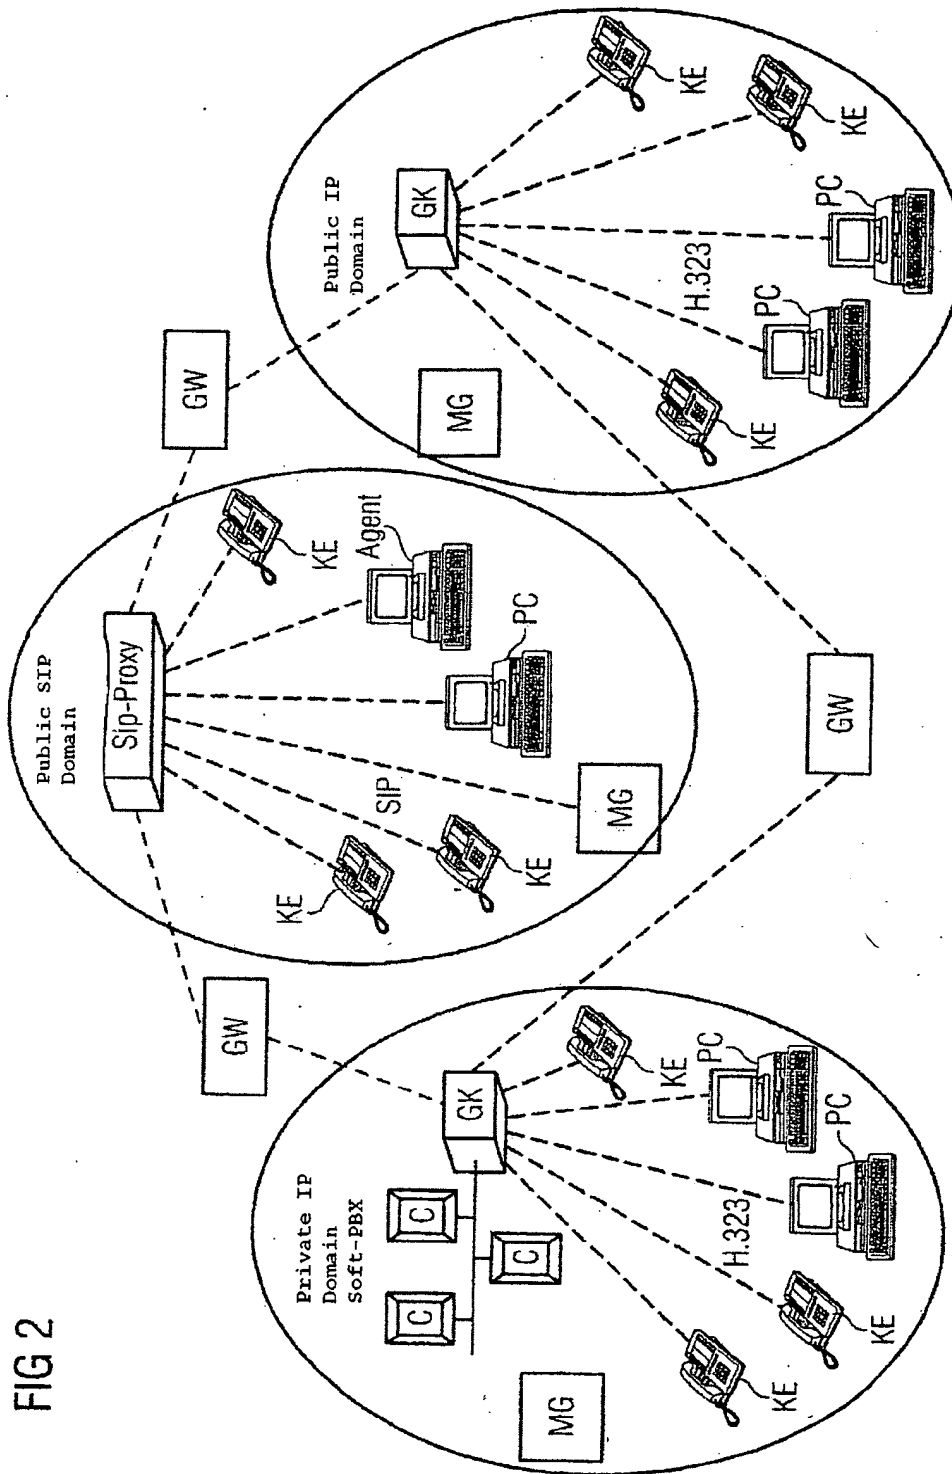 FIG 2
Private IP
Domain
Soft-PBX
C
C
C
GK
MG
H.323
KE
KE
PC
PC
KE
GW
Public SIP
Domain
Sip-Proxy
KE
KE
SIP
MG
PC
Agent
KE
GW
GW
Public IP
Domain
GK
MG
KE
H.323
PC
PC
KE
KE